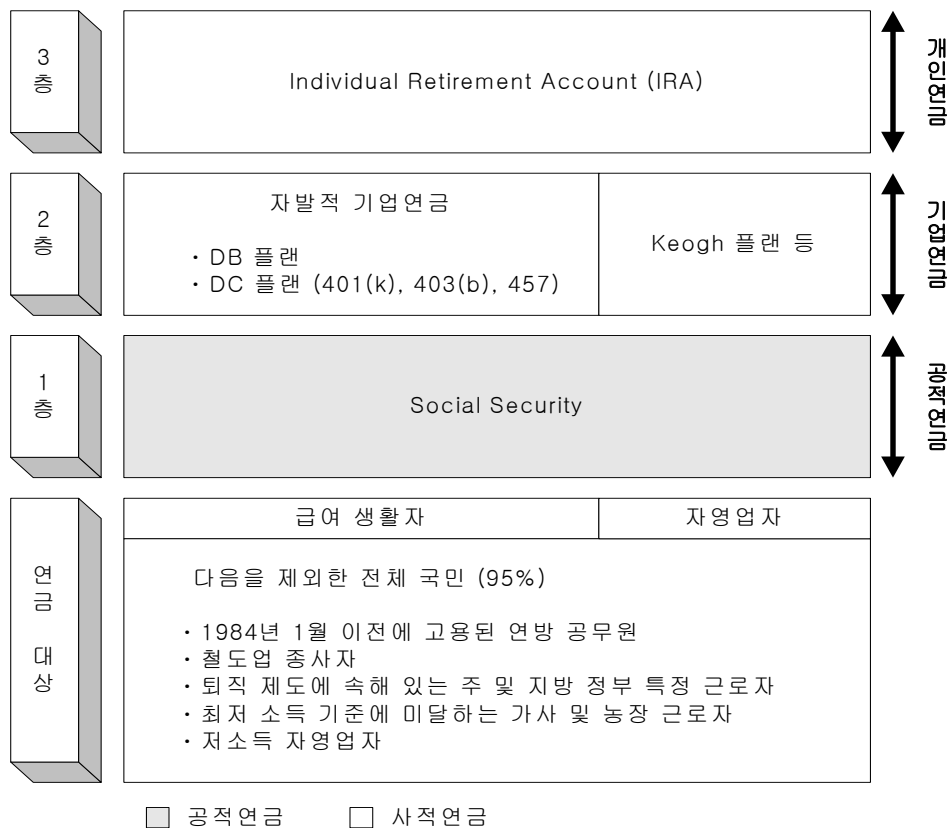 3층
Individual Retirement Account (IRA)
개인연금
2층
자발적 기업연금
· DB 플랜
· DC 플랜 (401(k), 403(b), 457)
Keogh 플랜 등
기업연금
1층
Social Security
공적연금
연금 대상
급여 생활자
자영업자
다음을 제외한 전체 국민 (95%)
· 1984년 1월 이전에 고용된 연방 공무원
· 철도업 종사자
· 퇴직 제도에 속해 있는 주 및 지방 정부 특정 근로자
· 최저 소득 기준에 미달하는 가사 및 농장 근로자
· 저소득 자영업자
공적연금
사적연금